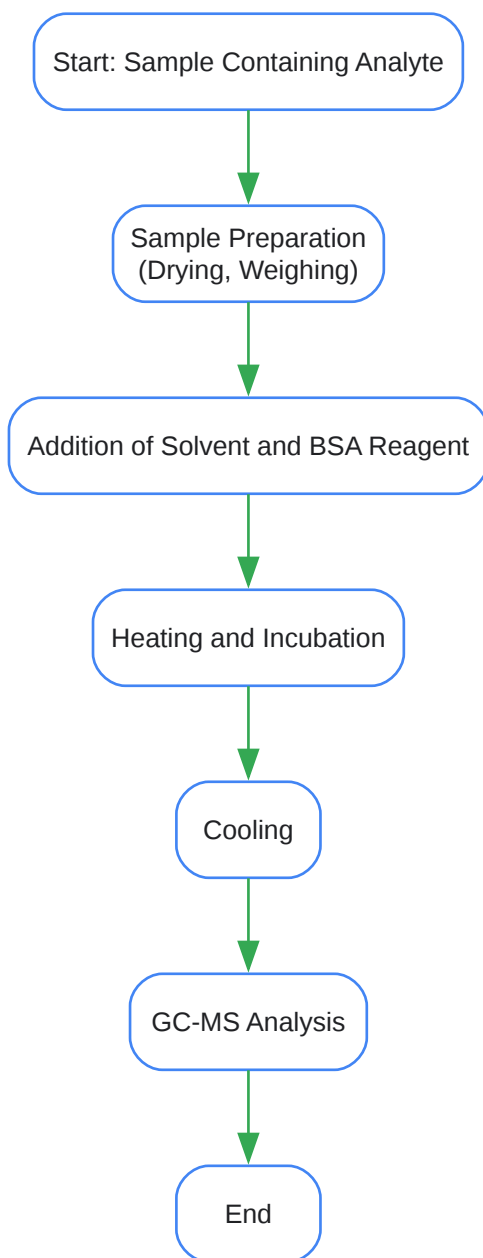 Start: Sample Containing Analyte
Sample Preparation
(Drying, Weighing)
Addition of Solvent and BSA Reagent
Heating and Incubation
Cooling
GC-MS Analysis
End